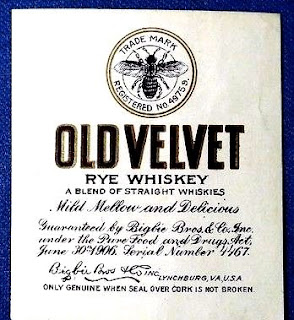 TRADE MARK
REGISTERED No. 49759.
OLD VELVET
RYE WHISKEY
A BLEND OF STRAIGHT WHISKIES
Mild Mellow and Delicious
Guaranteed by Bigbie Bros. & Co. Inc.
under the Pure Food and Drugs Act,
June 30th 1906. Serial Number 4467.
Bigbie Bros & Co INC. LYNCHBURG, VA. U.S.A.
ONLY GENUINE WHEN SEAL OVER CORK IS NOT BROKEN.